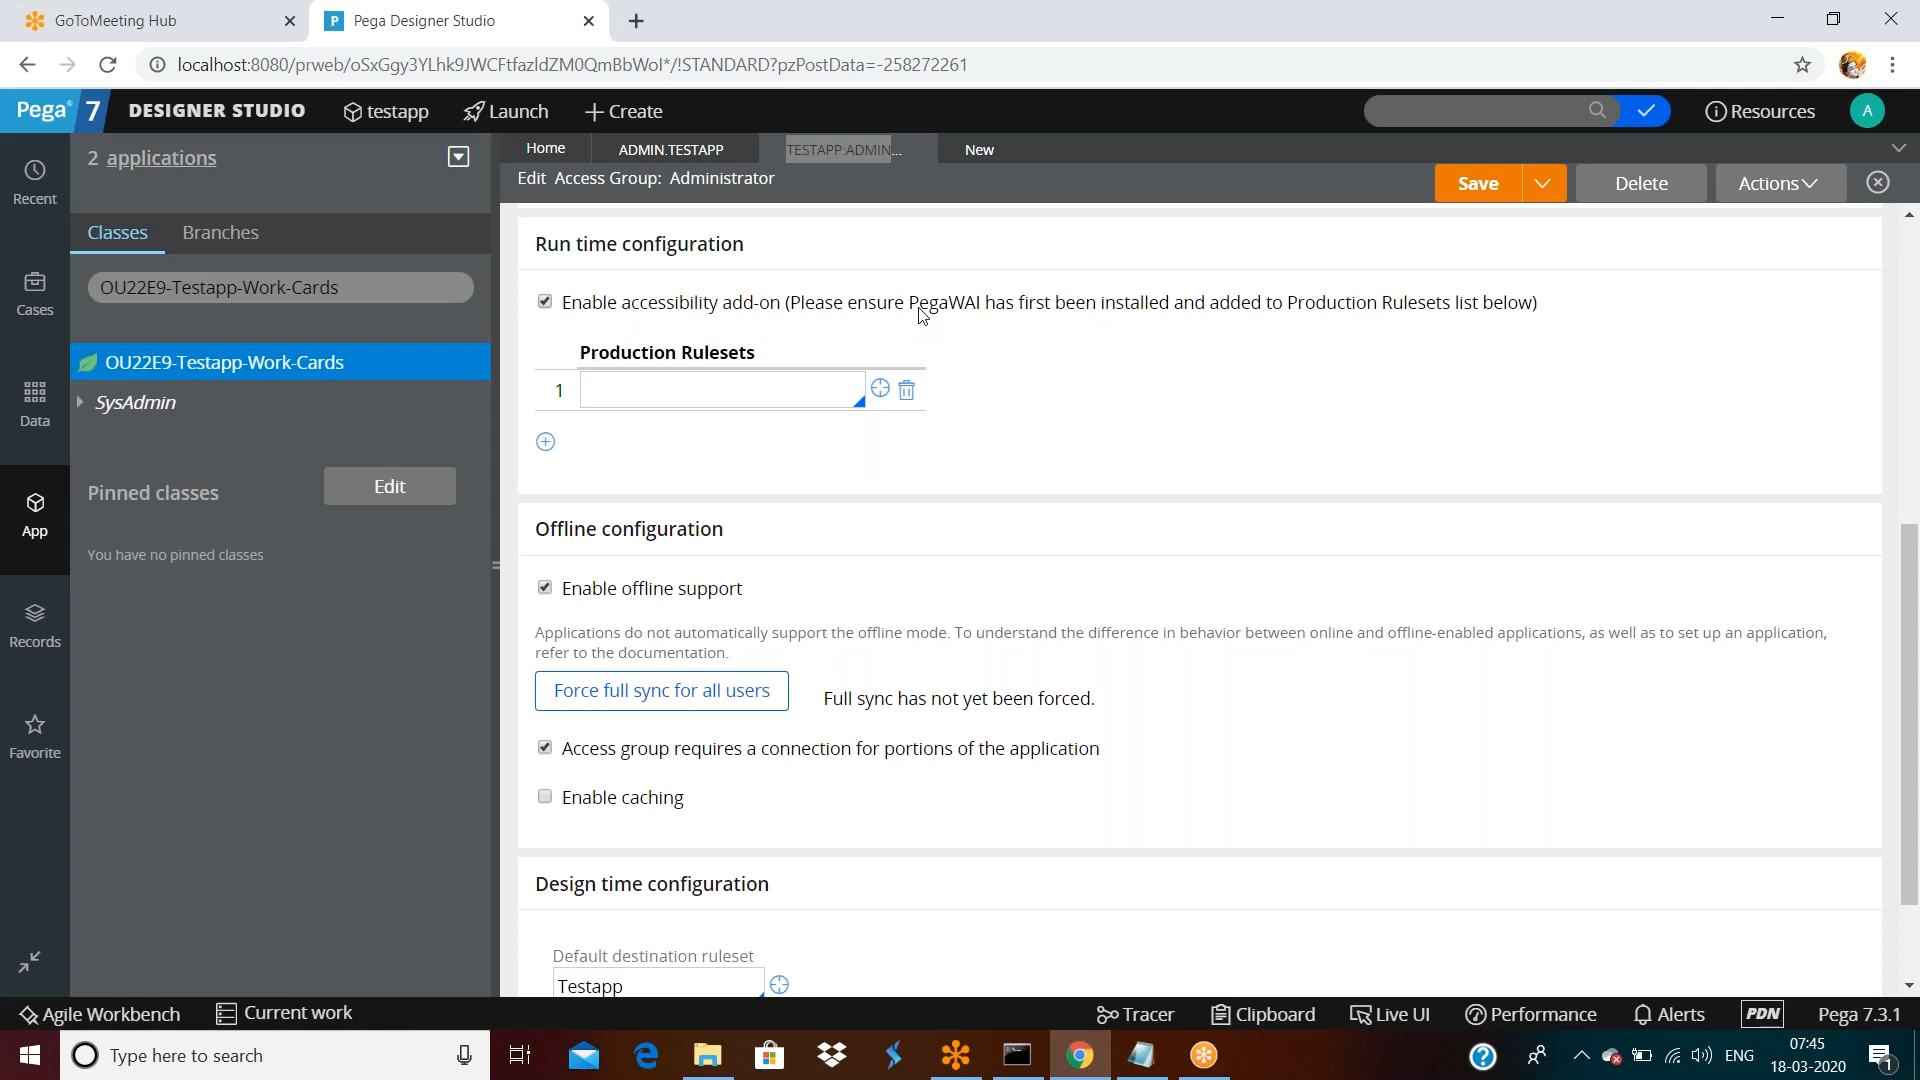 GoToMeeting Hub
Pega Designer Studio
localhost:8080/prweb/oSxGgy3YLhk9JWCFtfazldZM0QmBbWoI*/!STANDARD?pzPostData=-258272261
Pega 7 DESIGNER STUDIO testapp Launch Create Resources A
2 applications
Home ADMIN.TESTAPP TESTAPP:ADMIN... New
Edit Access Group: Administrator Save Delete Actions
Recent
Cases
Data
App
Records
Favorite
Classes Branches
OU22E9-Testapp-Work-Cards
OU22E9-Testapp-Work-Cards
SysAdmin
Pinned classes Edit
You have no pinned classes
Run time configuration
Enable accessibility add-on (Please ensure PegaWAI has first been installed and added to Production Rulesets list below)
Production Rulesets
1
Offline configuration
Enable offline support
Applications do not automatically support the offline mode. To understand the difference in behavior between online and offline-enabled applications, as well as to set up an application,
refer to the documentation.
Force full sync for all users Full sync has not yet been forced.
Access group requires a connection for portions of the application
Enable caching
Design time configuration
Default destination ruleset
Testapp
Agile Workbench Current work Tracer Clipboard Live UI Performance Alerts PDN Pega 7.3.1
Type here to search ENG 07:45
18-03-2020 1